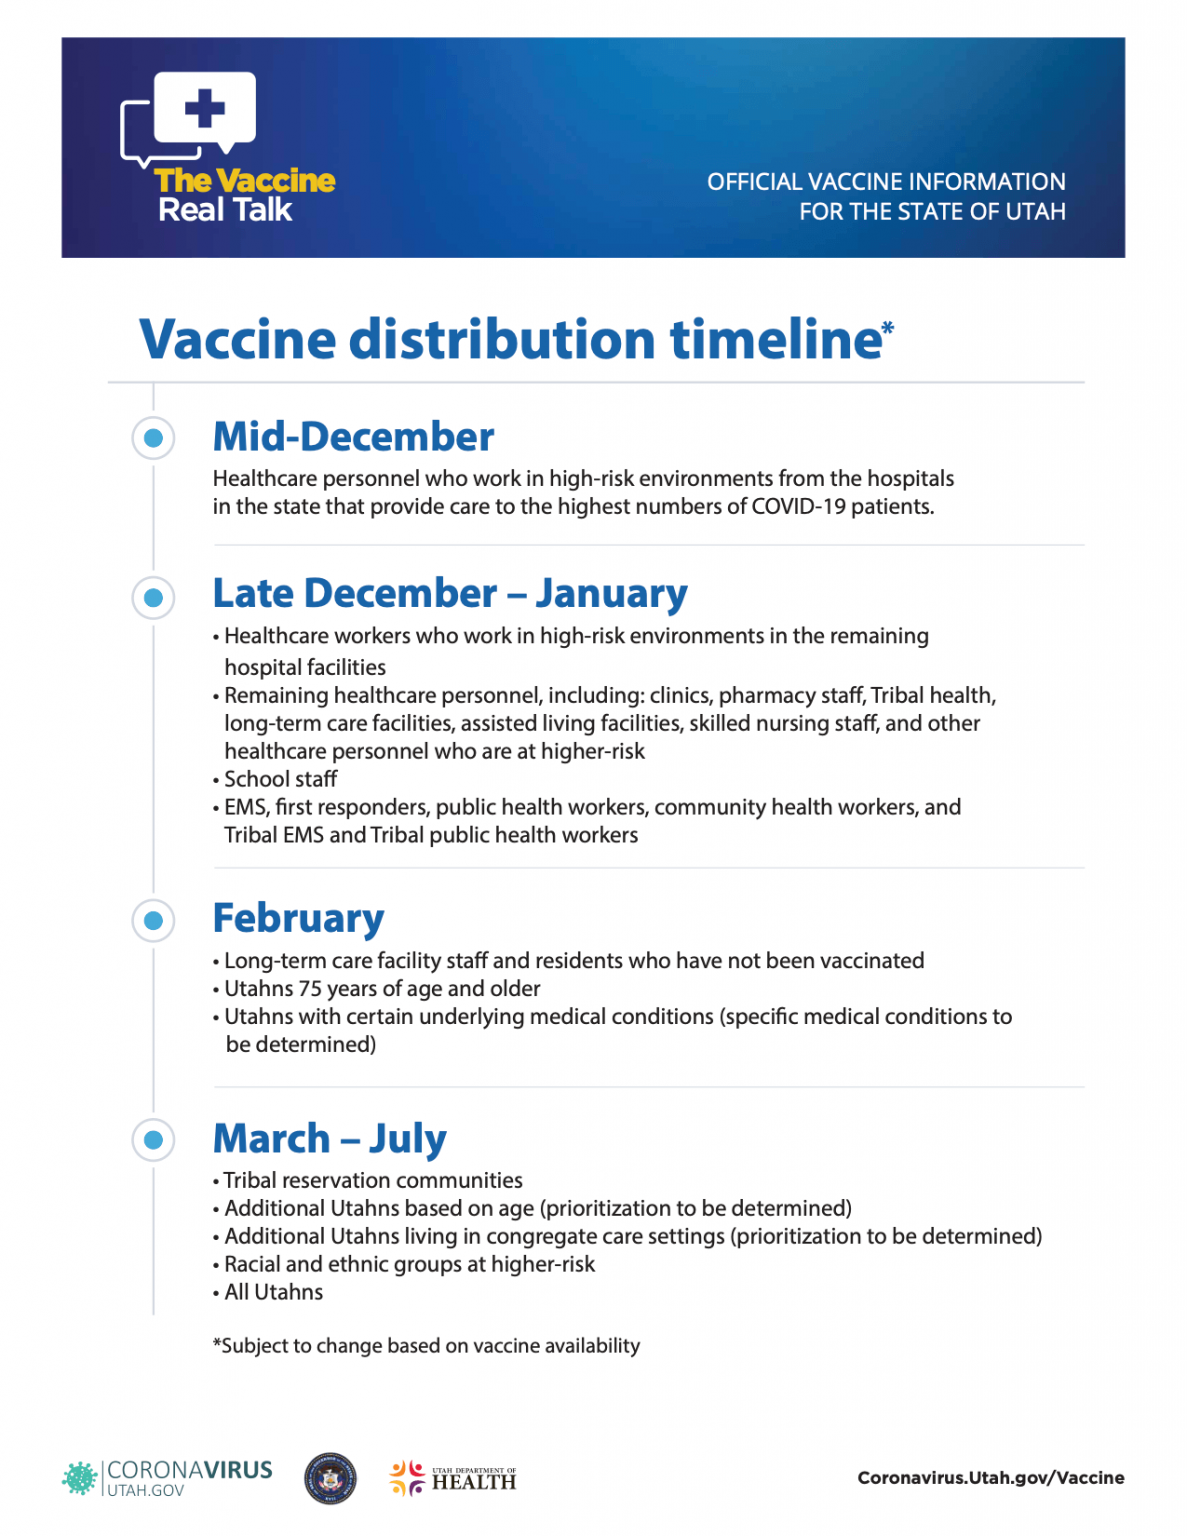 The Vaccine
Real Talk
OFFICIAL VACCINE INFORMATION
FOR THE STATE OF UTAH
Vaccine distribution timeline*
Mid-December
Healthcare personnel who work in high-risk environments from the hospitals
in the state that provide care to the highest numbers of COVID-19 patients.
Late December – January
• Healthcare workers who work in high-risk environments in the remaining
hospital facilities
• Remaining healthcare personnel, including: clinics, pharmacy staff, Tribal health,
long-term care facilities, assisted living facilities, skilled nursing staff, and other
healthcare personnel who are at higher-risk
• School staff
• EMS, first responders, public health workers, community health workers, and
Tribal EMS and Tribal public health workers
February
• Long-term care facility staff and residents who have not been vaccinated
• Utahns 75 years of age and older
• Utahns with certain underlying medical conditions (specific medical conditions to
be determined)
March – July
• Tribal reservation communities
• Additional Utahns based on age (prioritization to be determined)
• Additional Utahns living in congregate care settings (prioritization to be determined)
• Racial and ethnic groups at higher-risk
• All Utahns
*Subject to change based on vaccine availability
CORONAVIRUS
UTAH.GOV
UTAH DEPARTMENT OF
HEALTH
Coronavirus.Utah.gov/Vaccine